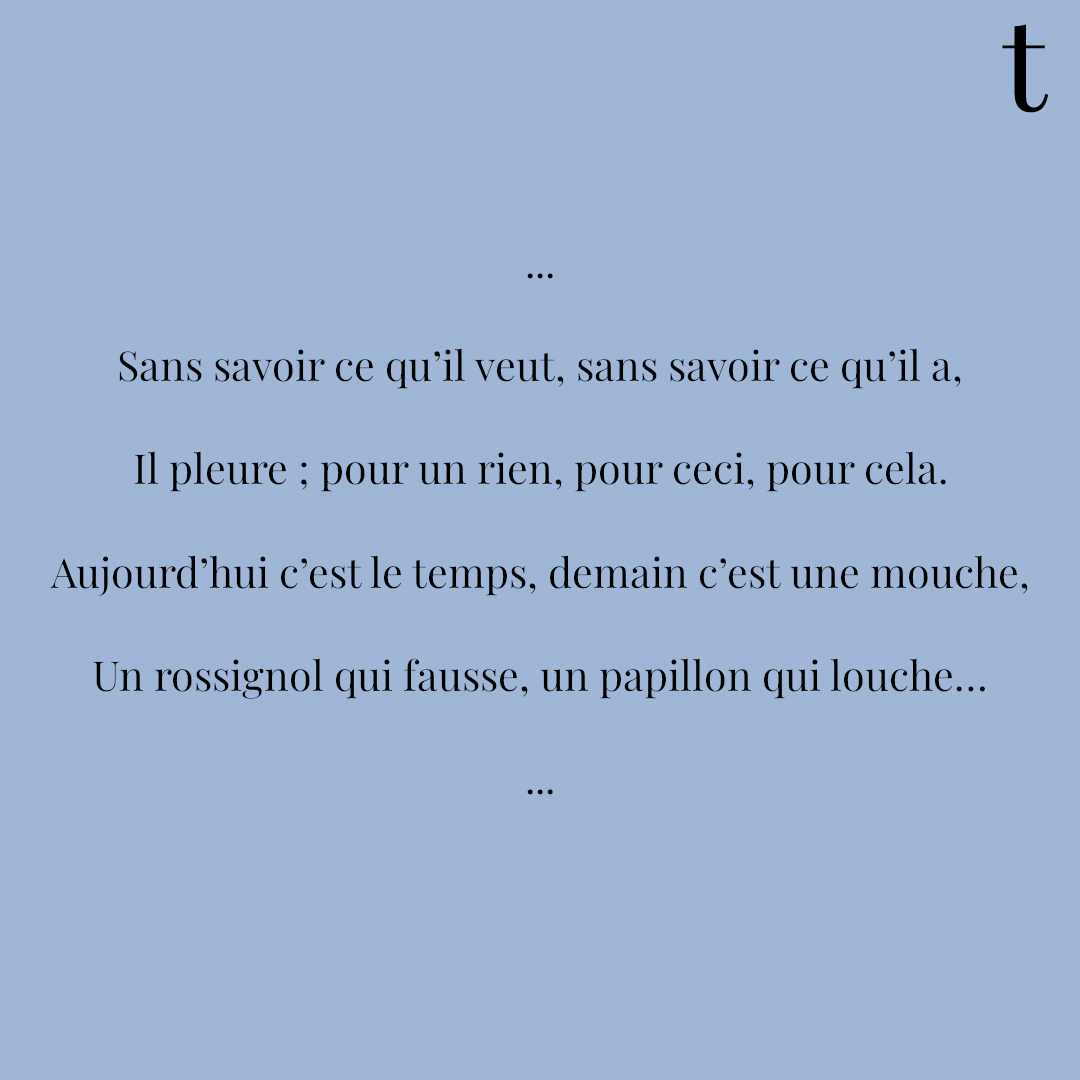 t
...
Sans savoir ce qu’il veut, sans savoir ce qu’il a,
Il pleure ; pour un rien, pour ceci, pour cela.
Aujourd’hui c’est le temps, demain c’est une mouche,
Un rossignol qui fausse, un papillon qui louche...
...